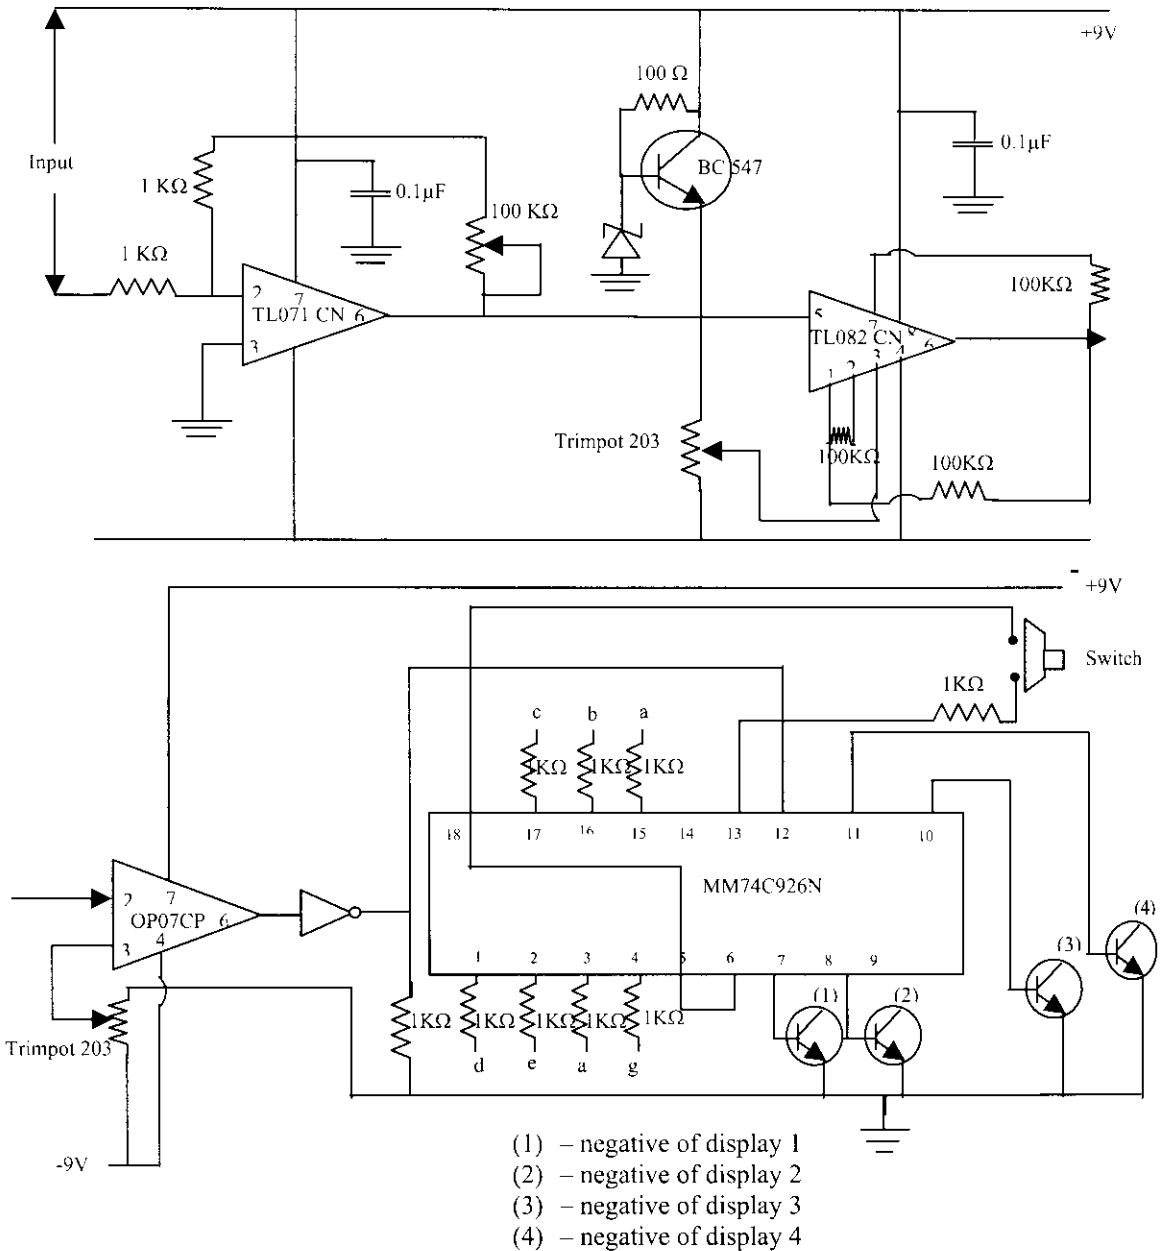 +9V
100 Ω
Input
1 KΩ
0.1µF
BC 547
0.1µF
1 KΩ
100 KΩ
2
7
TL071 CN
6
3
5
7
8
TL082 CN
6
1
2
3
4
100KΩ
Trimpot 203
100KΩ
100KΩ
-
+9V
Switch
1KΩ
c
b
a
1KΩ
1KΩ
1KΩ
18
17
16
15
14
13
12
11
10
MM74C926N
2
7
OP07CP
6
3
4
1
2
3
4
5
6
7
8
9
(4)
(3)
(1)
(2)
Trimpot 203
1KΩ
1KΩ
1KΩ
1KΩ
1KΩ
d
e
a
g
-9V
(1) – negative of display 1
(2) – negative of display 2
(3) – negative of display 3
(4) – negative of display 4